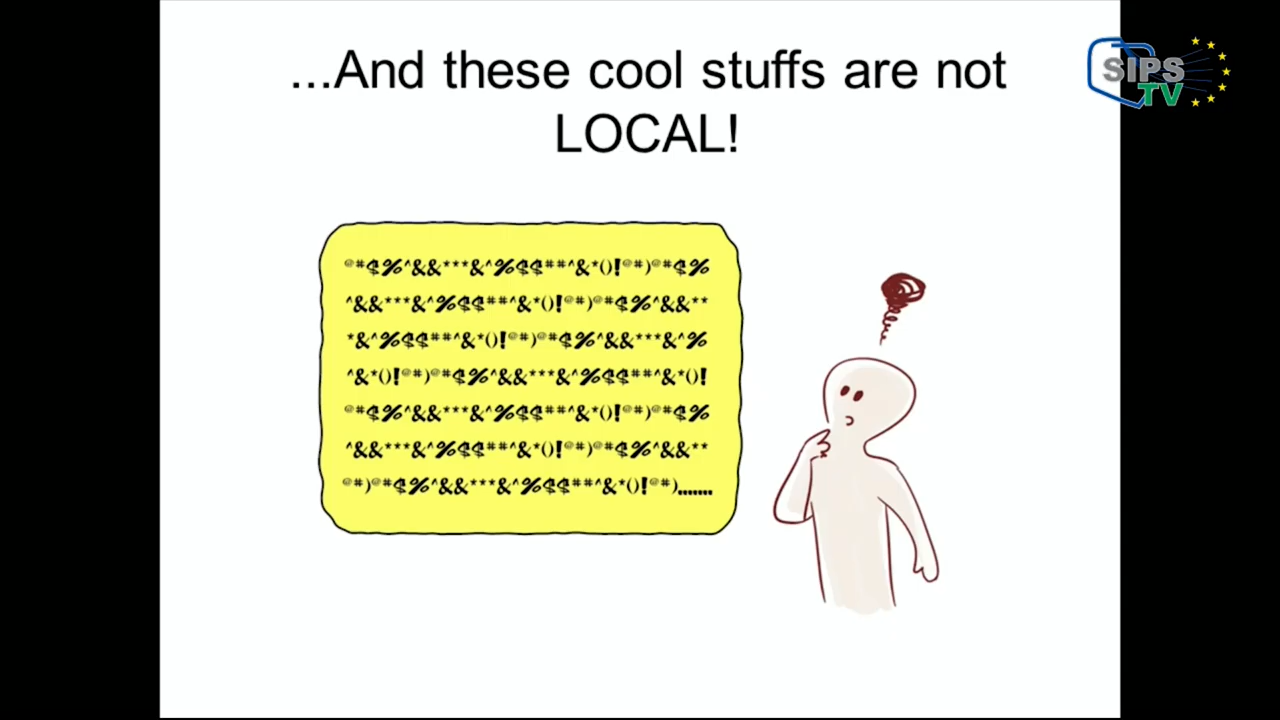 ...And these cool stuffs are not
LOCAL!
SIPS
TV
@#$%^&&***&^%$$##^&*()!@#)@#$%
^&&***&^%$$##^&*()!@#)@#$%^&&**
*&^%$$##^&*()!@#)@#$%^&&***&^%
^&*()!@#)@#$%^&&***&^%$$##^&*()!
@#$%^&&***&^%$$##^&*()!@#)@#$%
^&&***&^%$$##^&*()!@#)@#$%^&&**
@#)@#$%^&&***&^%$$##^&*()!@#).......